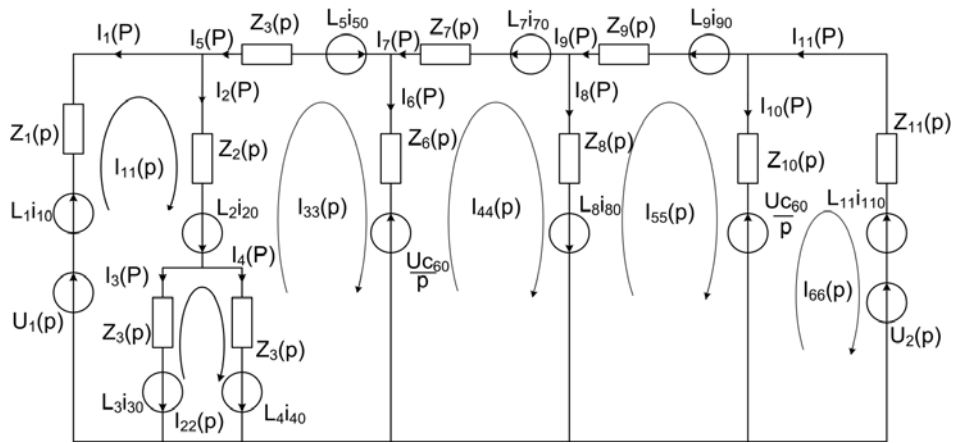 I1(P)
I5(P)
Z3(p)
L5i50
I7(P)
Z7(p)
L7i70
I9(P)
Z9(p)
L9i90
I11(P)
I2(P)
I6(P)
I8(P)
I10(P)
Z1(p)
I11(p)
Z2(p)
Z6(p)
Z8(p)
Z10(p)
Z11(p)
L1i10
L2i20
I33(p)
I44(p)
L8i80
I55(p)
Uc60
p
L11i110
Uc60
p
I3(P)
I4(P)
U1(p)
Z3(p)
Z3(p)
I66(p)
U2(p)
L3i30
I22(p)
L4i40